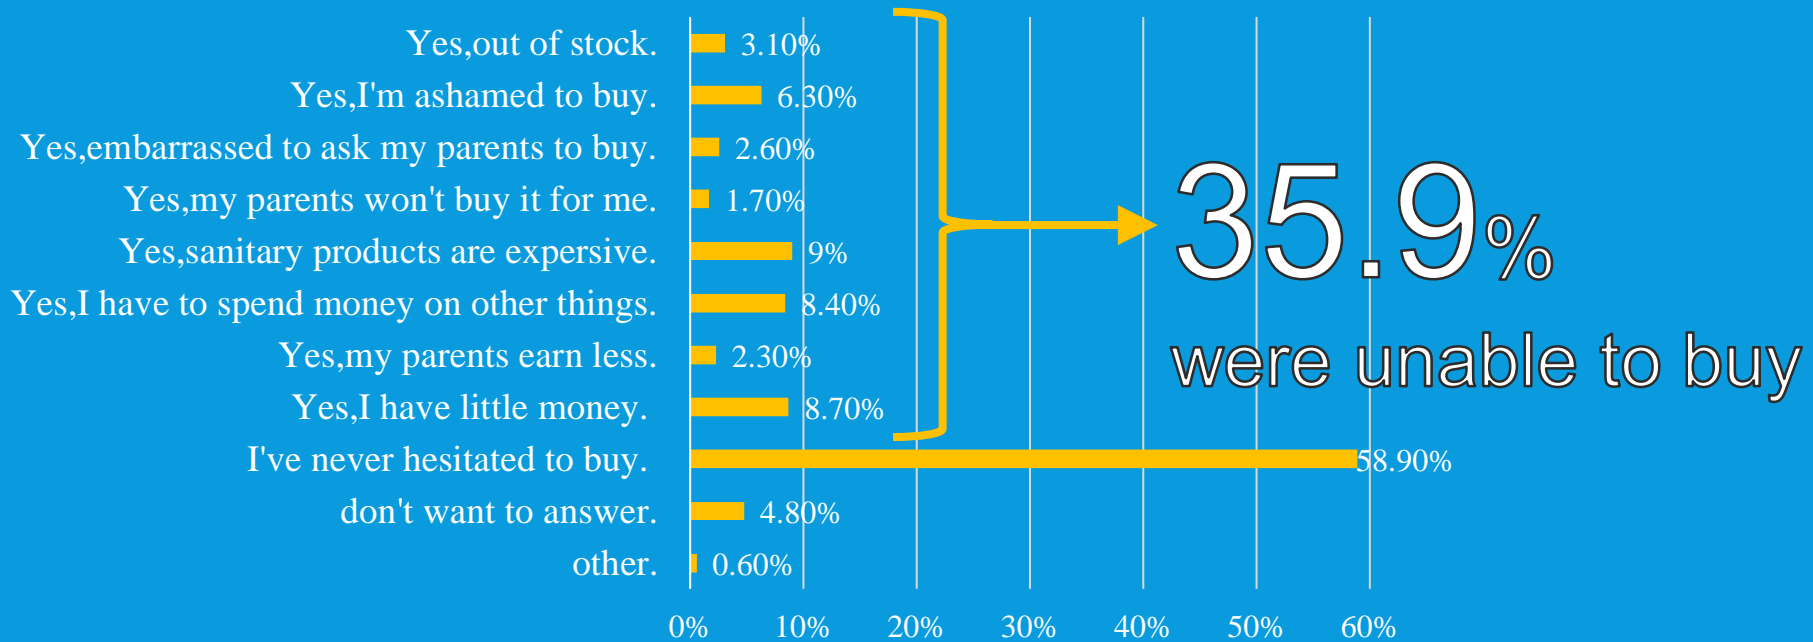 Yes,out of stock. 3.10%
Yes,I'm ashamed to buy. 6.30%
Yes,embarrassed to ask my parents to buy. 2.60%
Yes,my parents won't buy it for me. 1.70%
Yes,sanitary products are expersive. 9%
Yes,I have to spend money on other things. 8.40%
Yes,my parents earn less. 2.30%
Yes,I have little money. 8.70%
I've never hesitated to buy. 58.90%
don't want to answer. 4.80%
other. 0.60%
0% 10% 20% 30% 40% 50% 60%
35.9%
were unable to buy